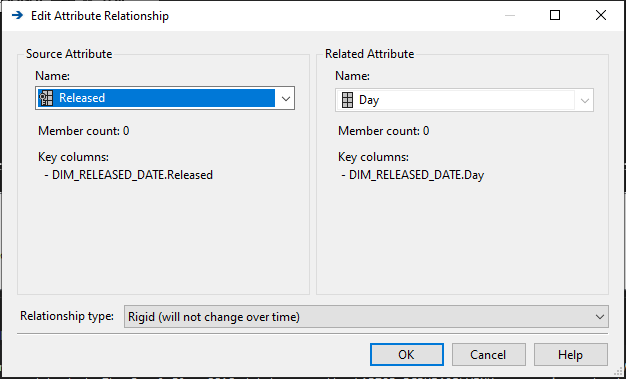 Edit Attribute Relationship
Source Attribute
Name:
Released
Member count: 0
Key columns:
- DIM_RELEASED_DATE.Released
Related Attribute
Name:
Day
Member count: 0
Key columns:
- DIM_RELEASED_DATE.Day
Relationship type:
Rigid (will not change over time)
OK
Cancel
Help